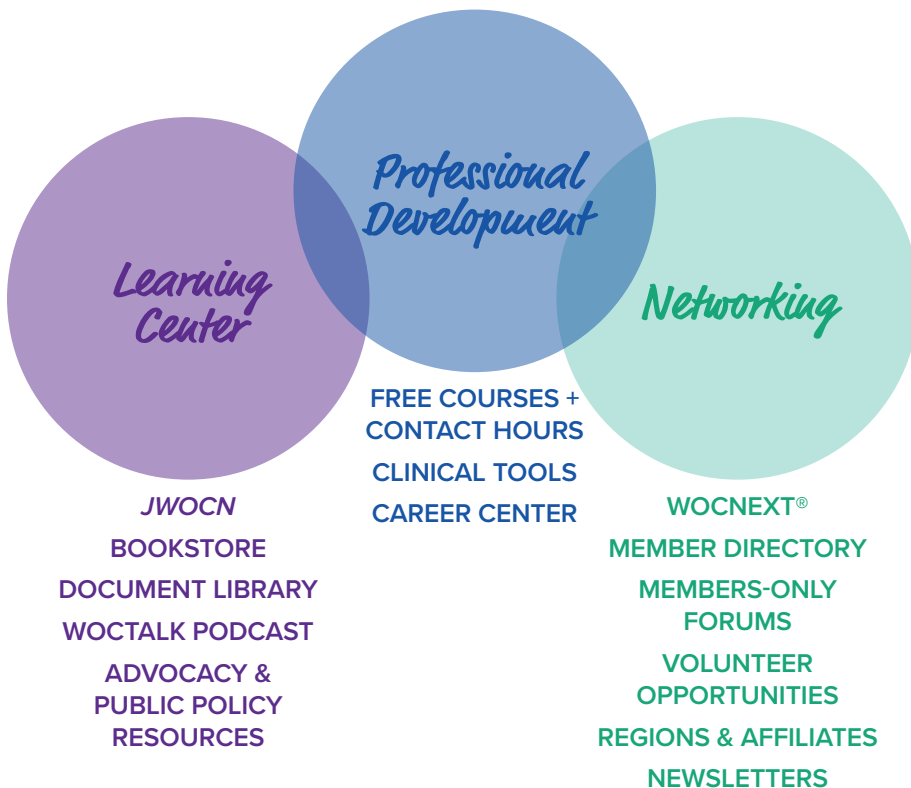 Learning
Center
JWOCN
BOOKSTORE
DOCUMENT LIBRARY
WOCTALK PODCAST
ADVOCACY &
PUBLIC POLICY
RESOURCES
Professional
Development
FREE COURSES +
CONTACT HOURS
CLINICAL TOOLS
CAREER CENTER
Networking
WOCNEXT®
MEMBER DIRECTORY
MEMBERS-ONLY
FORUMS
VOLUNTEER
OPPORTUNITIES
REGIONS & AFFILIATES
NEWSLETTERS